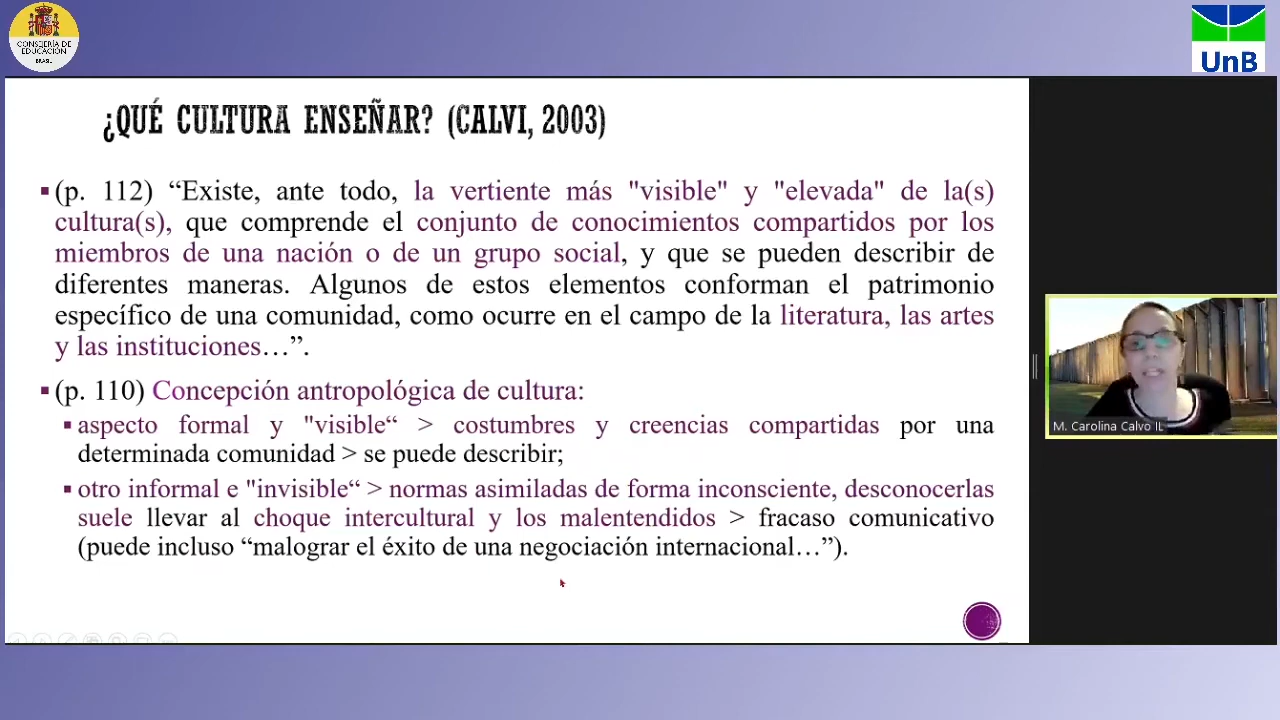 CONSEJERÍA DE
EDUCACIÓN
BRASIL
UnB
¿QUÉ CULTURA ENSEÑAR? (CALVI, 2003)
▪ (p. 112) “Existe, ante todo, la vertiente más "visible" y "elevada" de la(s)
cultura(s), que comprende el conjunto de conocimientos compartidos por los
miembros de una nación o de un grupo social, y que se pueden describir de
diferentes maneras. Algunos de estos elementos conforman el patrimonio
específico de una comunidad, como ocurre en el campo de la literatura, las artes
y las instituciones…”.
▪ (p. 110) Concepción antropológica de cultura:
▪ aspecto formal y "visible“ > costumbres y creencias compartidas por una
determinada comunidad > se puede describir;
▪ otro informal e "invisible“ > normas asimiladas de forma inconsciente, desconocerlas
suele llevar al choque intercultural y los malentendidos > fracaso comunicativo
(puede incluso “malograr el éxito de una negociación internacional…”).
M. Carolina Calvo IL